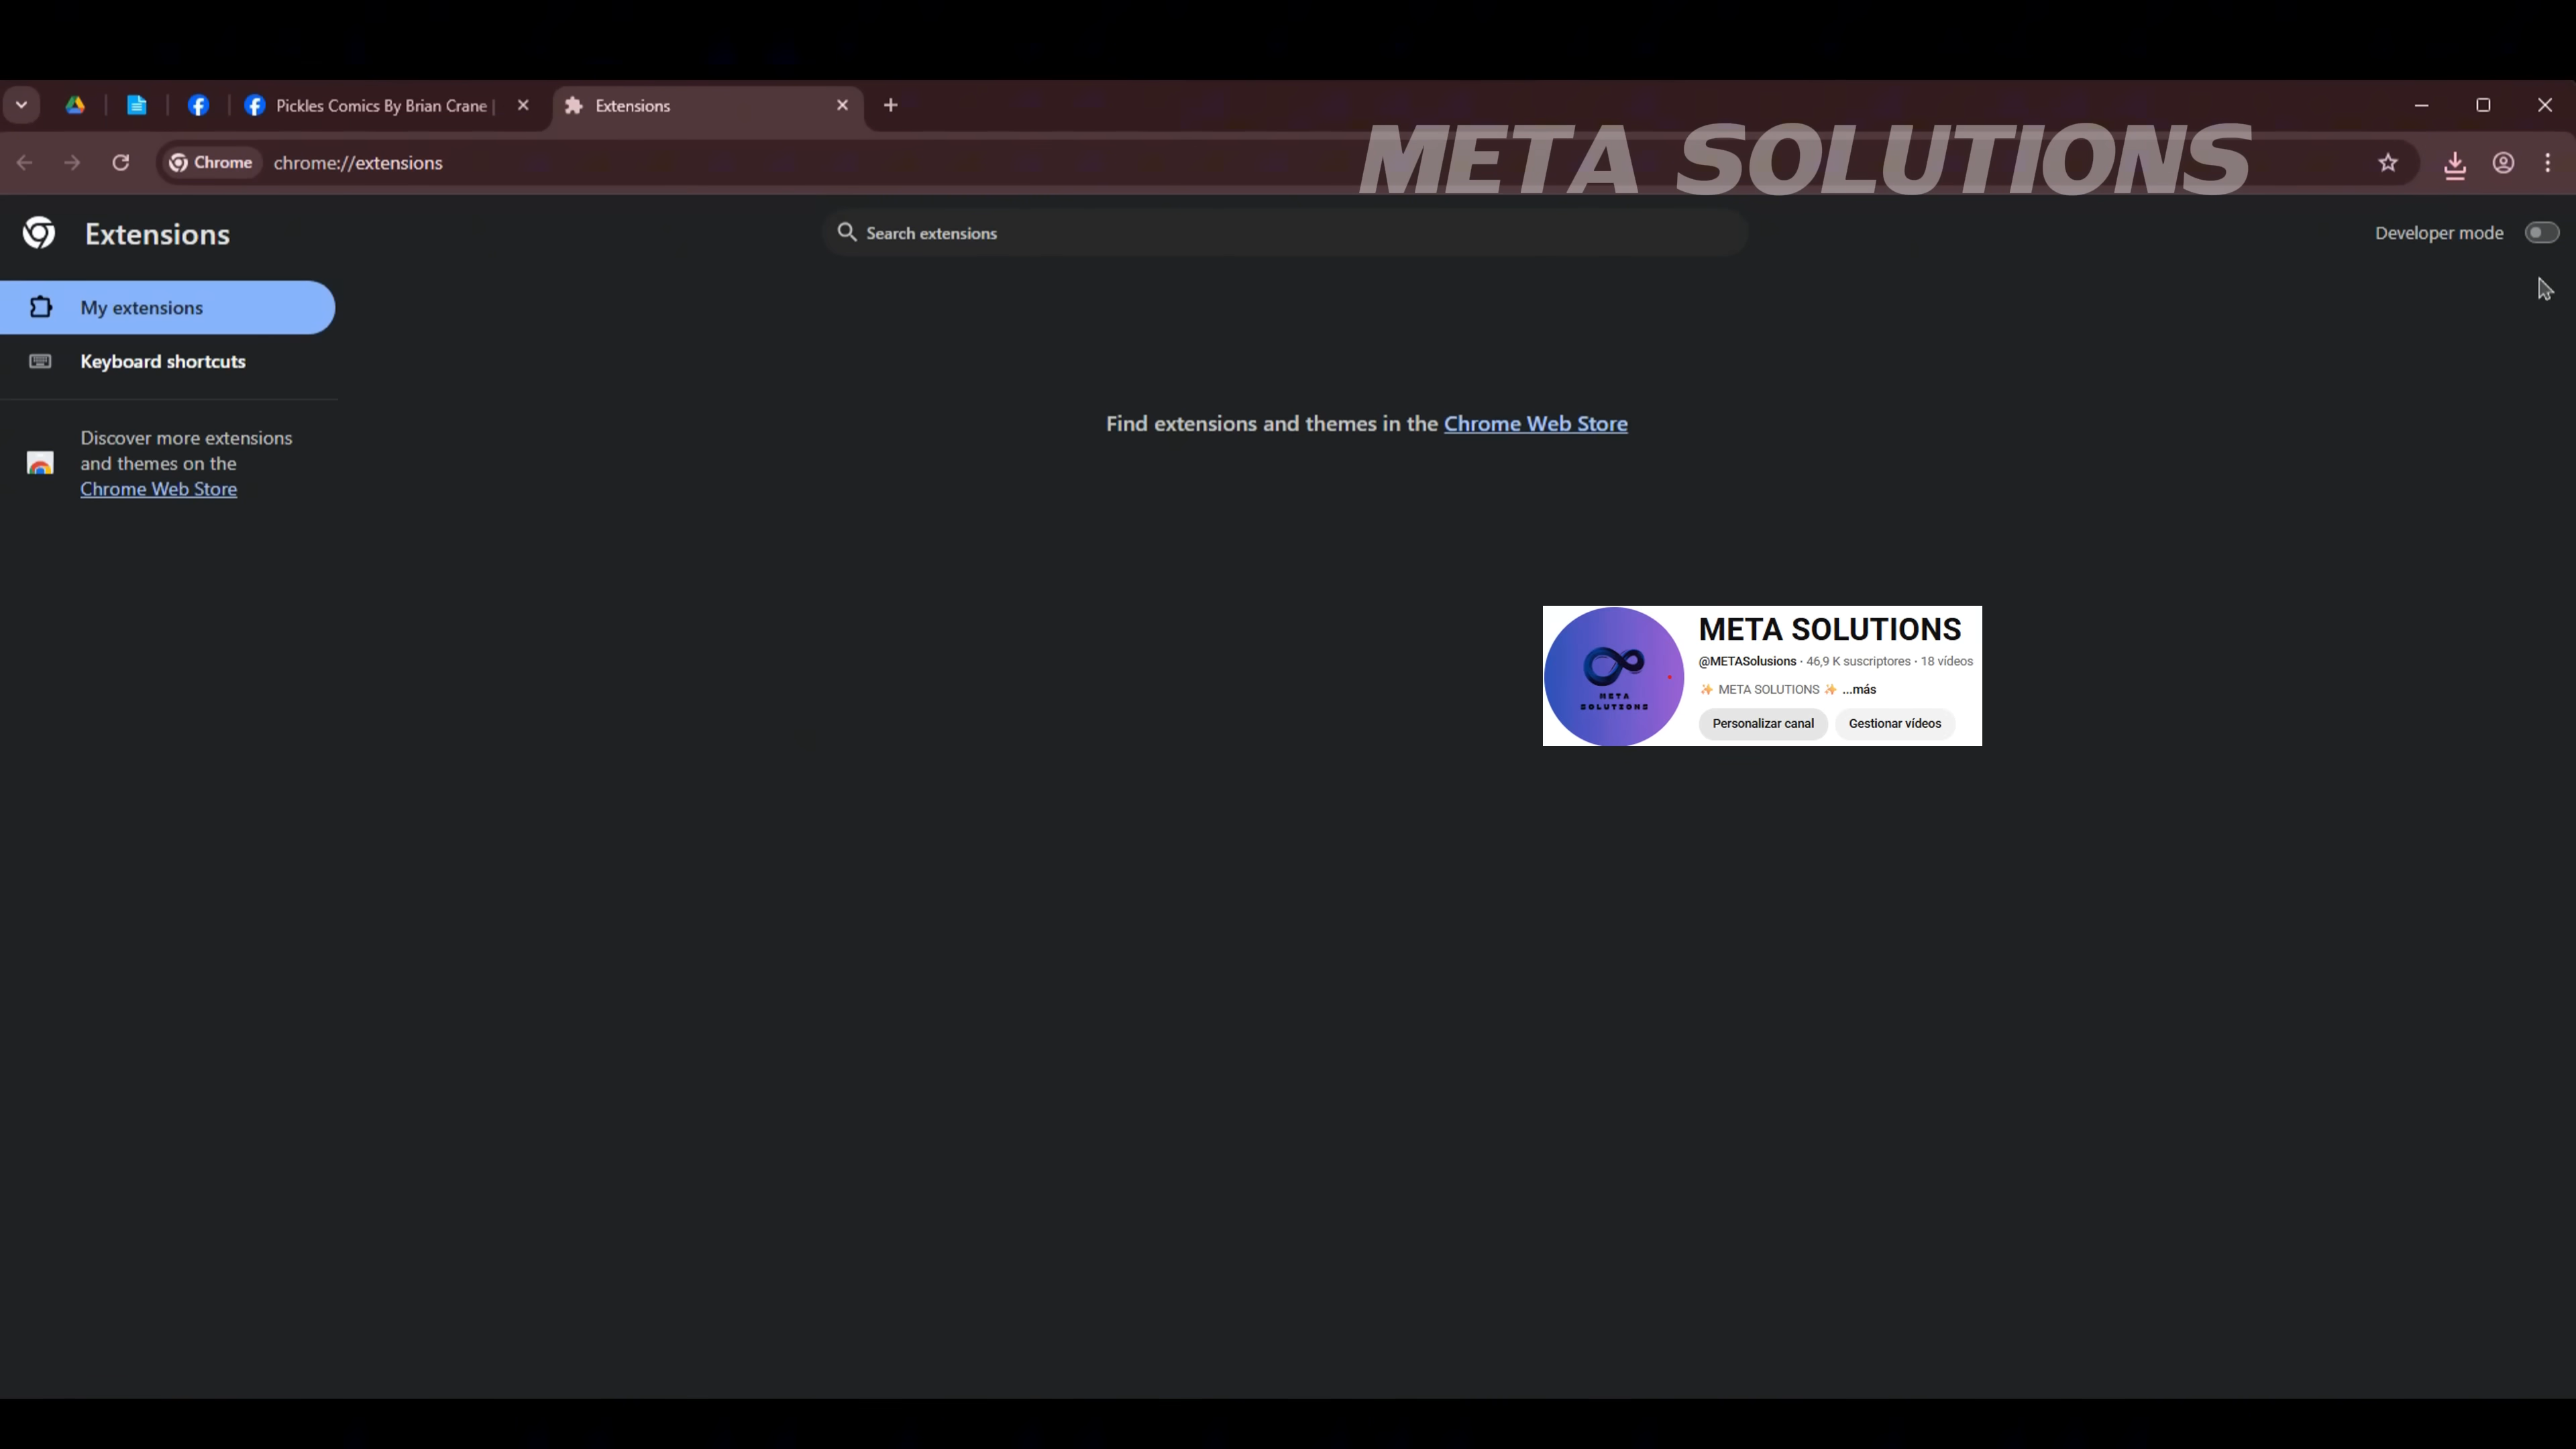 Pickles Comics By Brian Crane |
Extensions
META SOLUTIONS
Chrome
chrome://extensions
Extensions
Search extensions
Developer mode
My extensions
Keyboard shortcuts
Discover more extensions
and themes on the
Chrome Web Store
Find extensions and themes in the Chrome Web Store
META SOLUTIONS
@METASolusions · 46,9 K suscriptores · 18 vídeos
✨ META SOLUTIONS ✨ ...más
Personalizar canal
Gestionar vídeos
META
SOLUTIONS